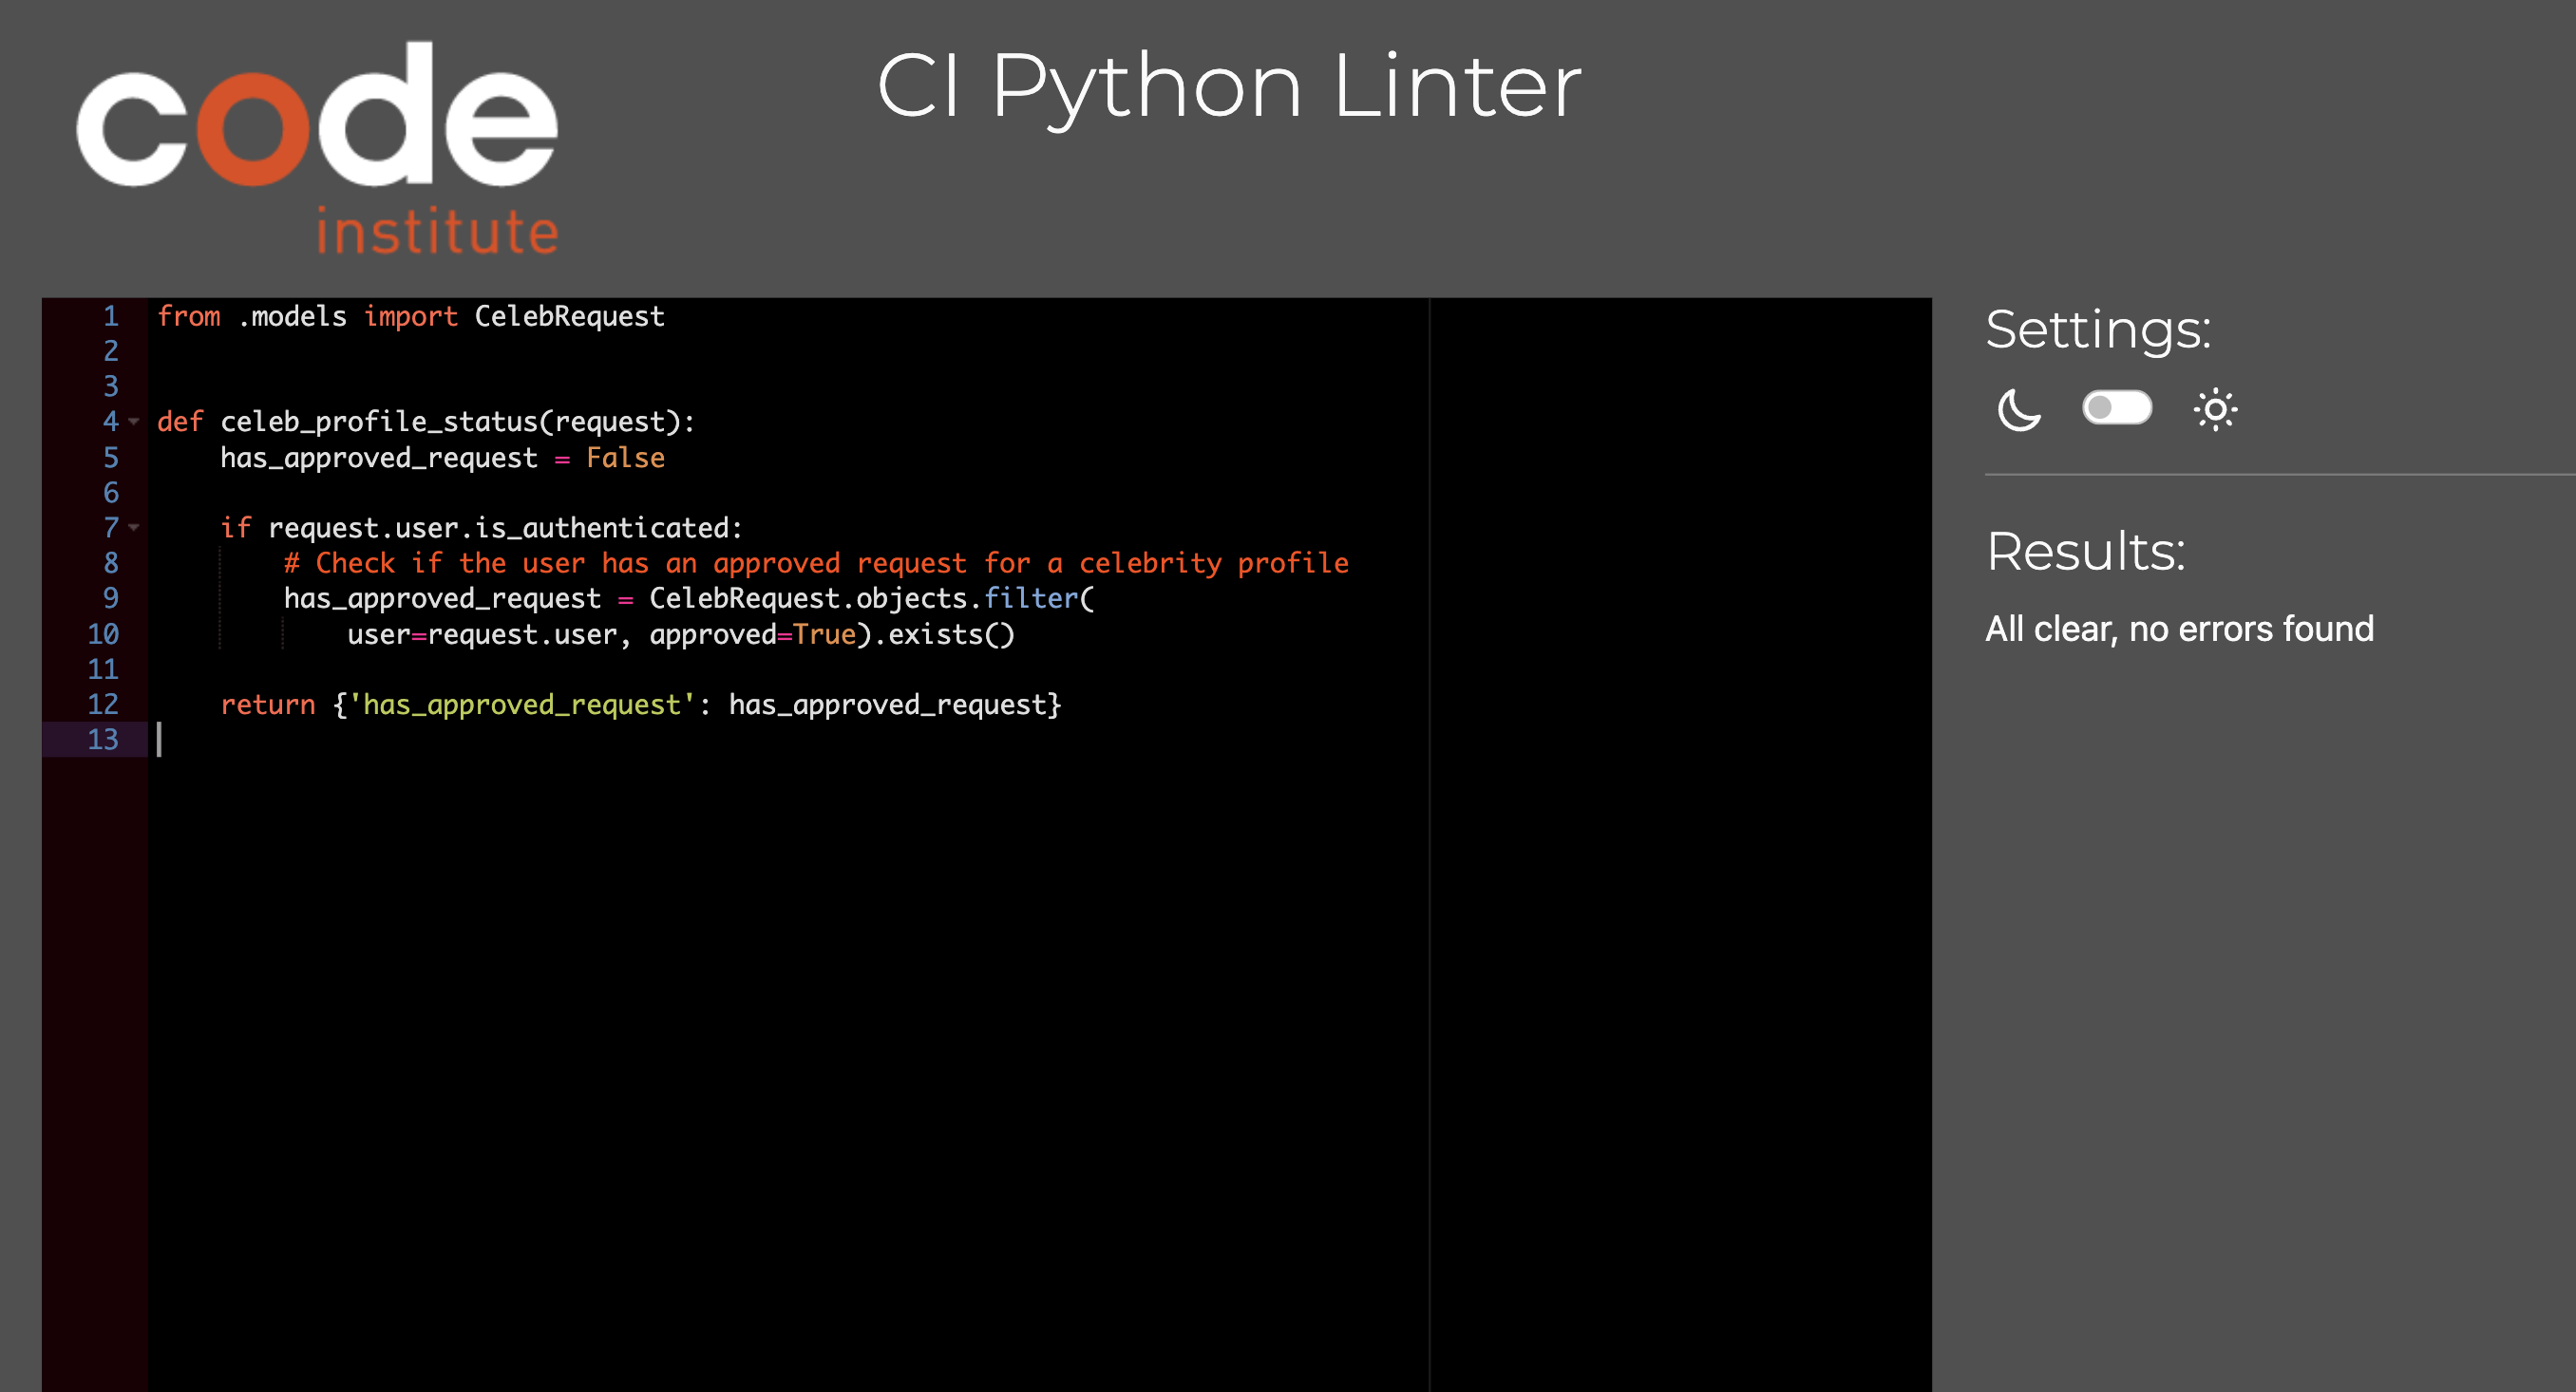 code
institute
CI Python Linter
1 from .models import CelebRequest
2
3
4 def celeb_profile_status(request):
5     has_approved_request = False
6
7     if request.user.is_authenticated:
8         # Check if the user has an approved request for a celebrity profile
9         has_approved_request = CelebRequest.objects.filter(
10             user=request.user, approved=True).exists()
11
12     return {'has_approved_request': has_approved_request}
13
Settings:
Results:
All clear, no errors found